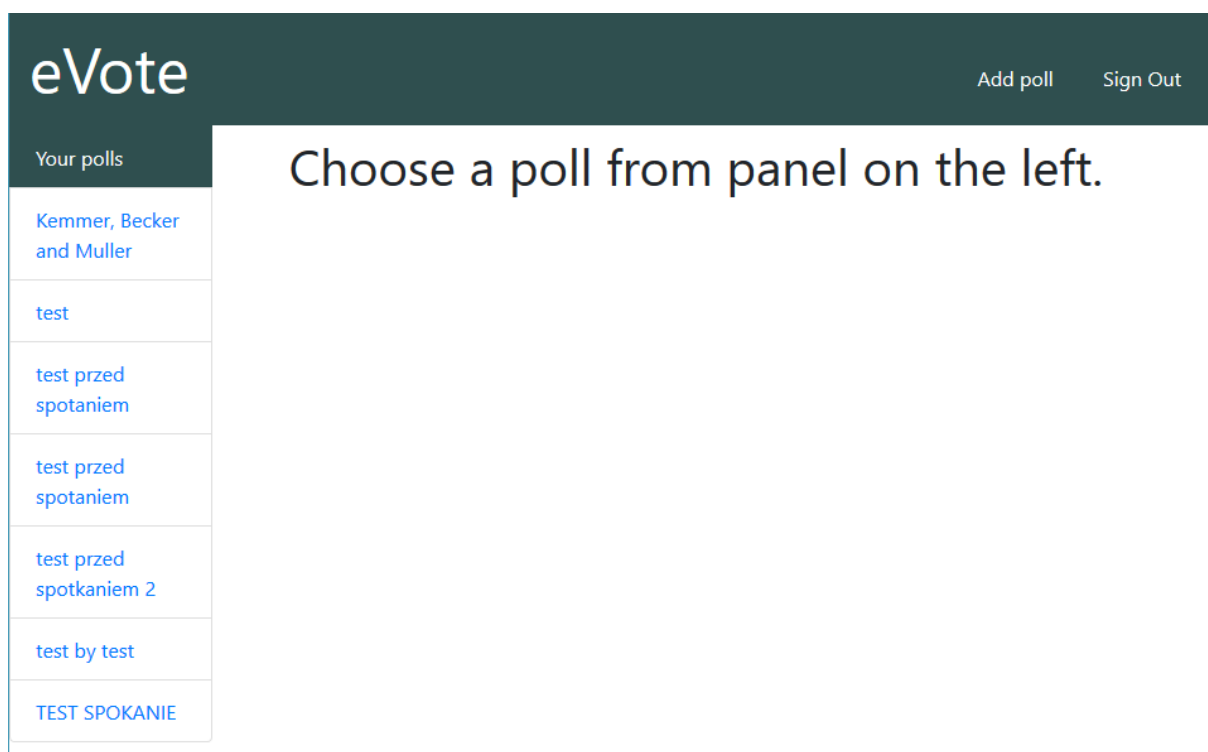 eVote
Add poll
Sign Out
Your polls
Choose a poll from panel on the left.
Kemmer, Becker
and Muller
test
test przed
spotaniem
test przed
spotaniem
test przed
spotkaniem 2
test by test
TEST SPOKANIE